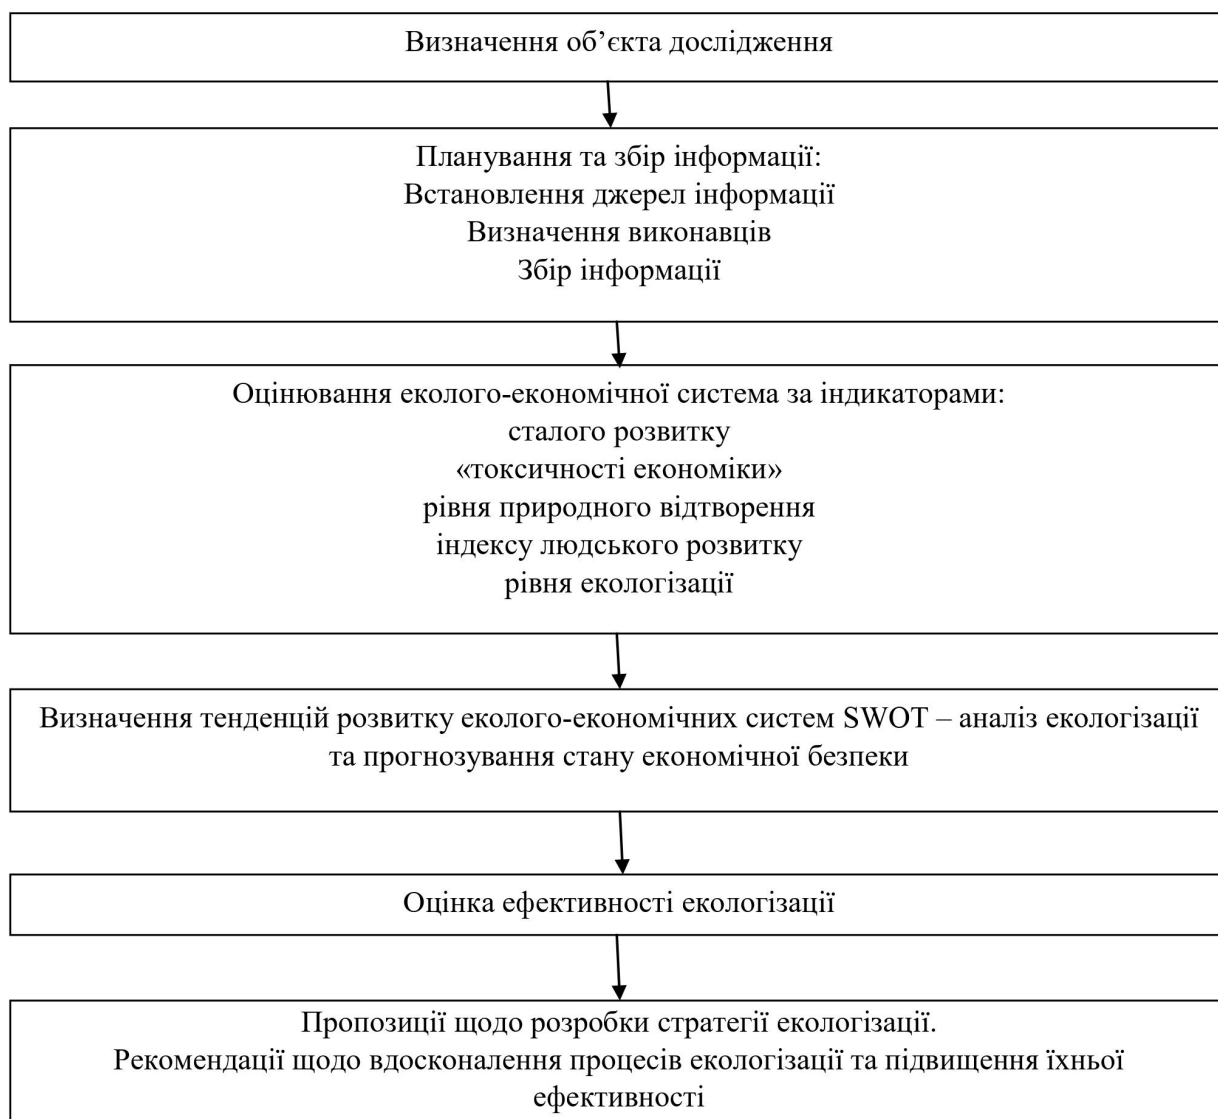 Визначення об’єкта дослідження
Планування та збір інформації:
Встановлення джерел інформації
Визначення виконавців
Збір інформації
Оцінювання еколого-економічної система за індикаторами:
сталого розвитку
«токсичності економіки»
рівня природного відтворення
індексу людського розвитку
рівня екологізації
Визначення тенденцій розвитку еколого-економічних систем SWOT – аналіз екологізації
та прогнозування стану економічної безпеки
Оцінка ефективності екологізації
Пропозиції щодо розробки стратегії екологізації.
Рекомендації щодо вдосконалення процесів екологізації та підвищення їхньої
ефективності